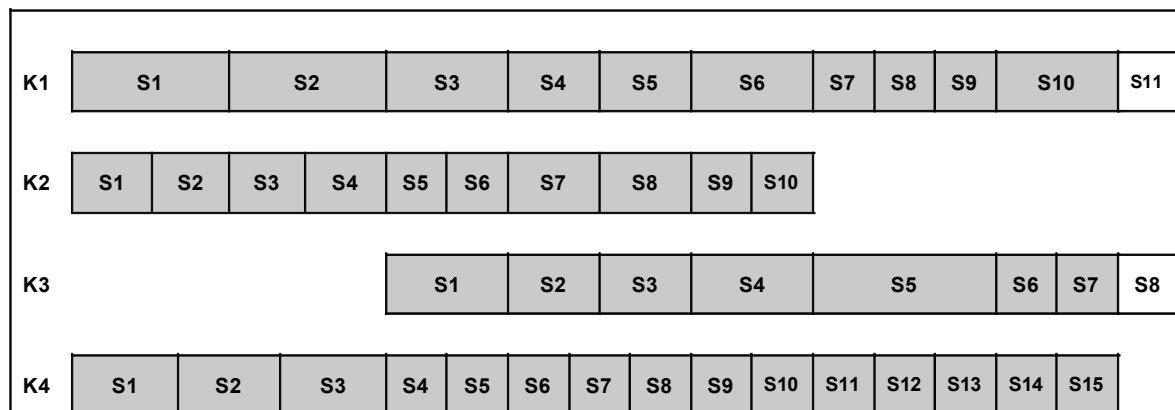 K1 S1 S2 S3 S4 S5 S6 S7 S8 S9 S10 S11
K2 S1 S2 S3 S4 S5 S6 S7 S8 S9 S10
K3 S1 S2 S3 S4 S5 S6 S7 S8
K4 S1 S2 S3 S4 S5 S6 S7 S8 S9 S10 S11 S12 S13 S14 S15